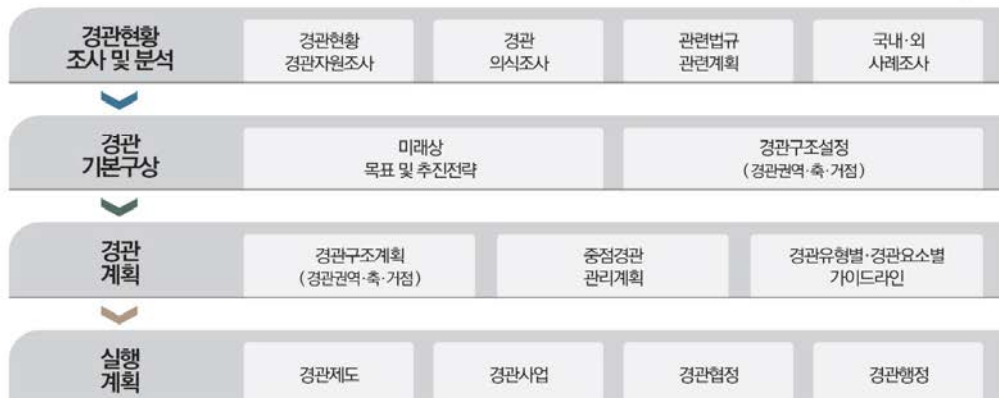 경관현황
조사 및 분석
경관현황
경관자원조사
경관
의식조사
관련법규
관련계획
국내·외
사례조사
경관
기본구상
미래상
목표 및 추진전략
경관구조설정
(경관권역·축·거점)
경관
계획
경관구조계획
(경관권역·축·거점)
중점경관
관리계획
경관유형별·경관요소별
가이드라인
실행
계획
경관제도
경관사업
경관협정
경관행정